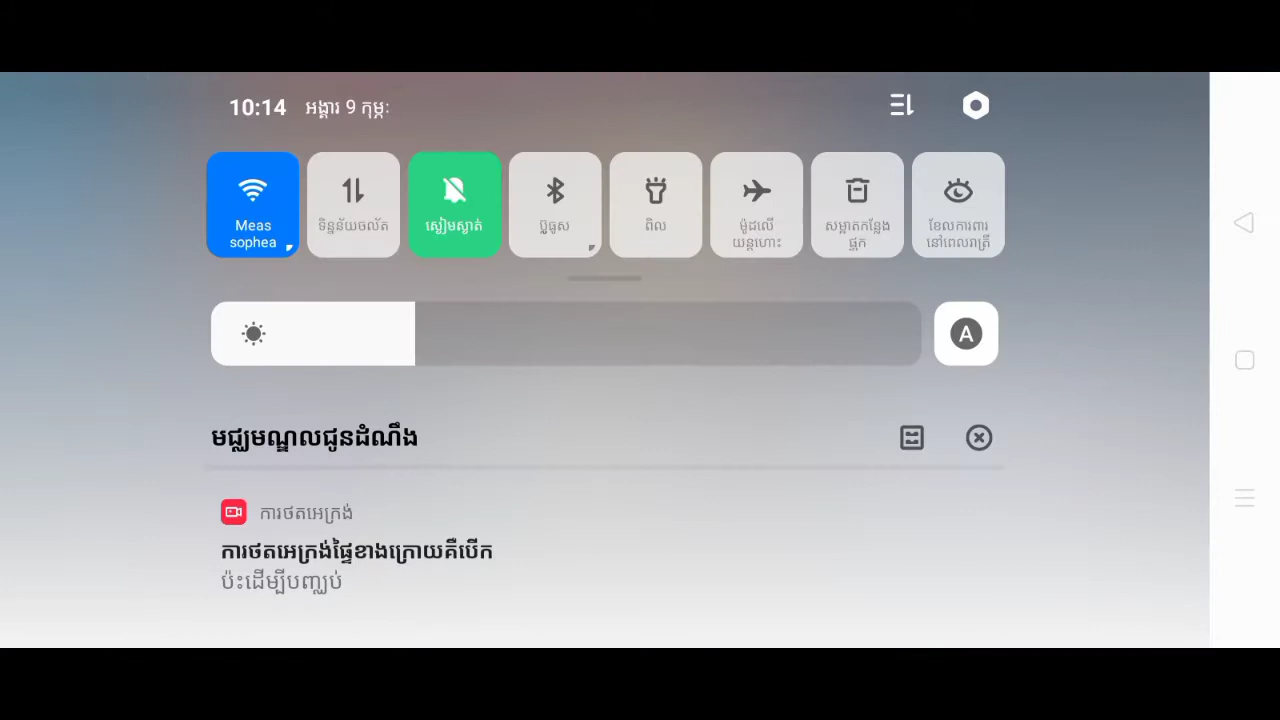 10:14 អង្គារ 9 កុម្ភៈ
Meas
sophea
ទិន្នន័យចល័ត
ស្ងៀមស្ងាត់
ប៊្លូធូស
ពិល
ម៉ូដលើ
យន្តហោះ
សម្អាតកន្លែង
ផ្ទុក
ខែលការពារ
នៅពេលរាត្រី
A
មជ្ឈមណ្ឌលជូនដំណឹង
ការថតអេក្រង់
ការថតអេក្រង់ផ្ទៃខាងក្រោយគឺបើក
ប៉ះដើម្បីបញ្ឈប់